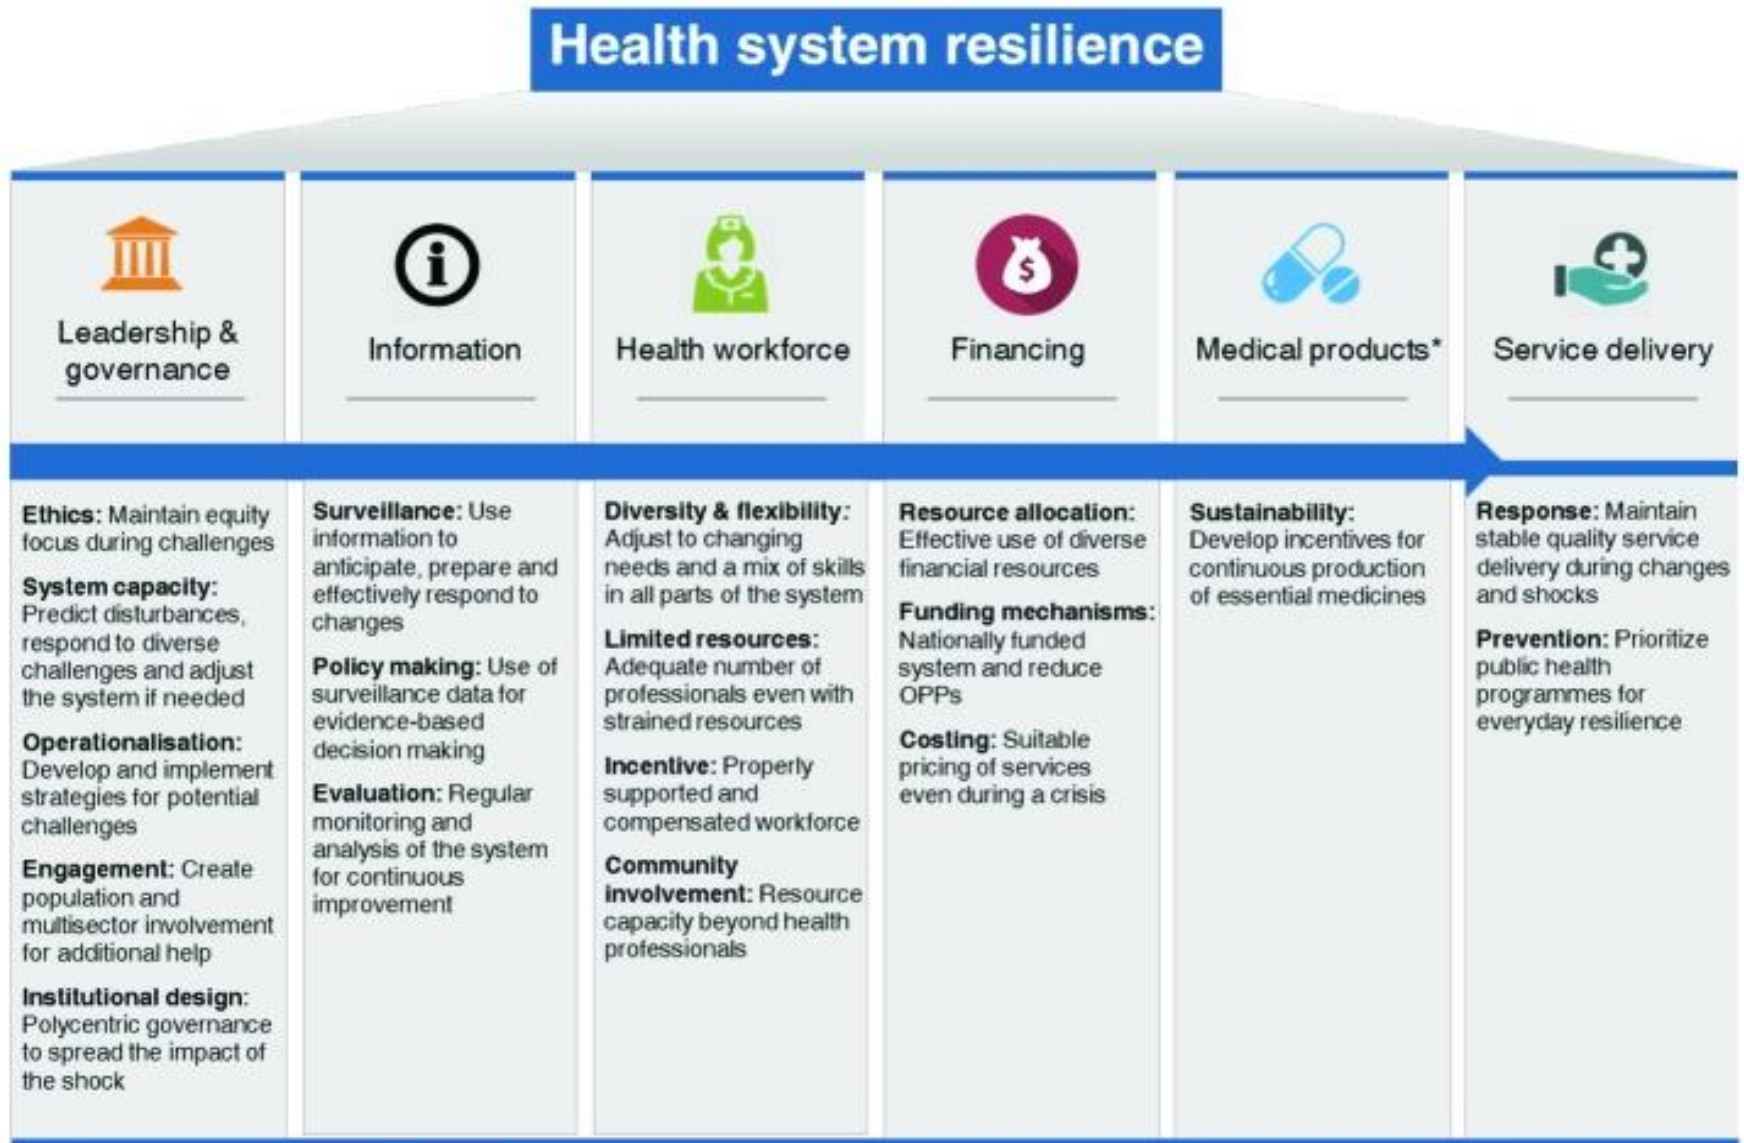 Health system resilience
Leadership &
governance
Information
Health workforce
$
Financing
Medical products*
Service delivery
Ethics: Maintain equity
focus during challenges
System capacity:
Predict disturbances,
respond to diverse
challenges and adjust
the system if needed
Operationalisation:
Develop and implement
strategies for potential
challenges
Engagement: Create
population and
multisector involvement
for additional help
Institutional design:
Polycentric governance
to spread the impact of
the shock
Surveillance: Use
information to
anticipate, prepare and
effectively respond to
changes
Policy making: Use of
surveillance data for
evidence-based
decision making
Evaluation: Regular
monitoring and
analysis of the system
for continuous
improvement
Diversity & flexibility:
Adjust to changing
needs and a mix of skills
in all parts of the system
Limited resources:
Adequate number of
professionals even with
strained resources
Incentive: Properly
supported and
compensated workforce
Community
involvement: Resource
capacity beyond health
professionals
Resource allocation:
Effective use of diverse
financial resources
Funding mechanisms:
Nationally funded
system and reduce
OPPs
Costing: Suitable
pricing of services
even during a crisis
Sustainability:
Develop incentives for
continuous production
of essential medicines
Response: Maintain
stable quality service
delivery during changes
and shocks
Prevention: Prioritize
public health
programmes for
everyday resilience